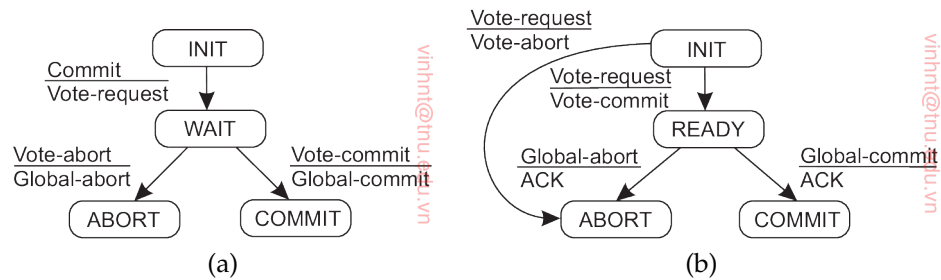 INIT
Commit
Vote-request
WAIT
Vote-abort
Global-abort
Vote-commit
Global-commit
ABORT
COMMIT
(a)
vinhnt@tnu.edu.vn
Vote-request
Vote-abort
INIT
Vote-request
Vote-commit
READY
Global-abort
ACK
Global-commit
ACK
ABORT
COMMIT
(b)
vinhnt@tnu.edu.vn